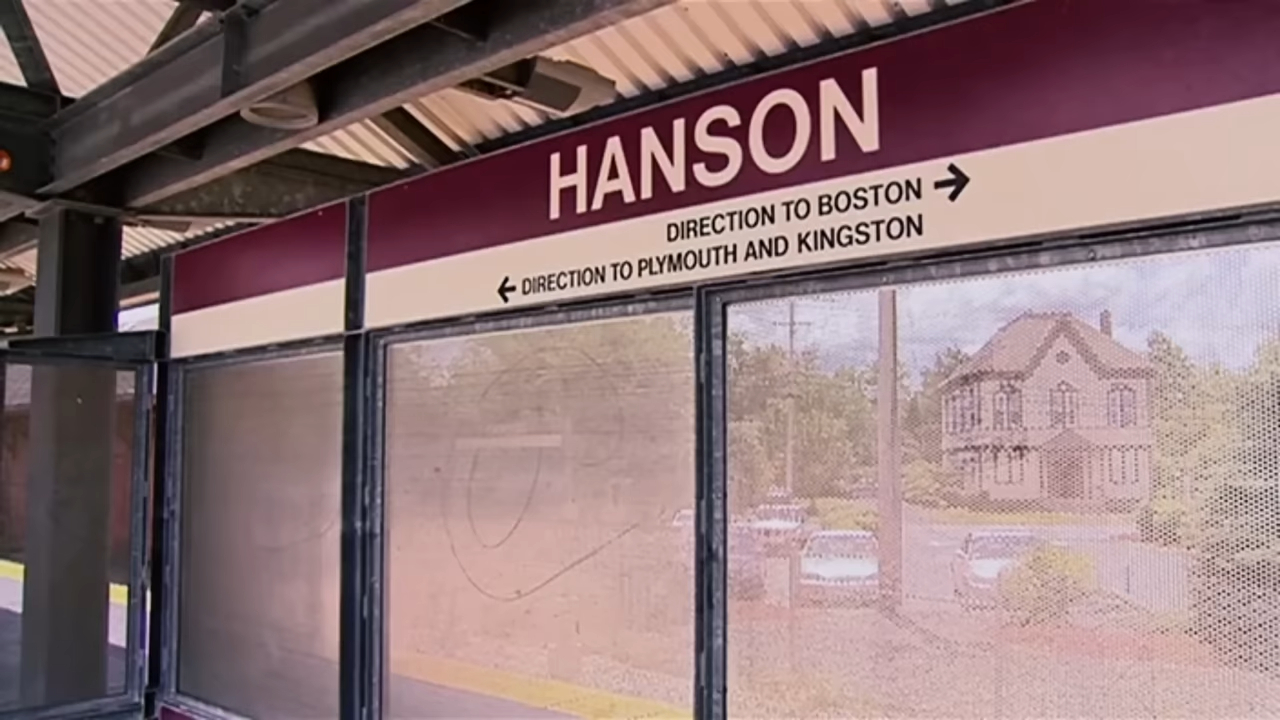 HANSON
DIRECTION TO BOSTON →
← DIRECTION TO PLYMOUTH AND KINGSTON